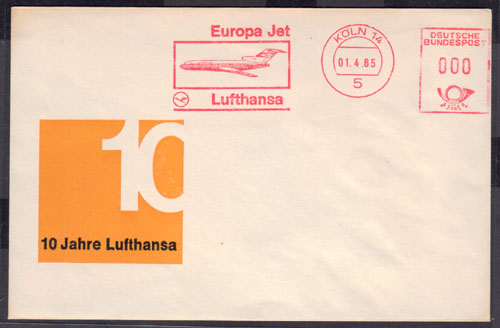 Europa Jet
Lufthansa
KÖLN 14
01.4.65
5
DEUTSCHE
BUNDESPOST
000
10
10 Jahre Lufthansa